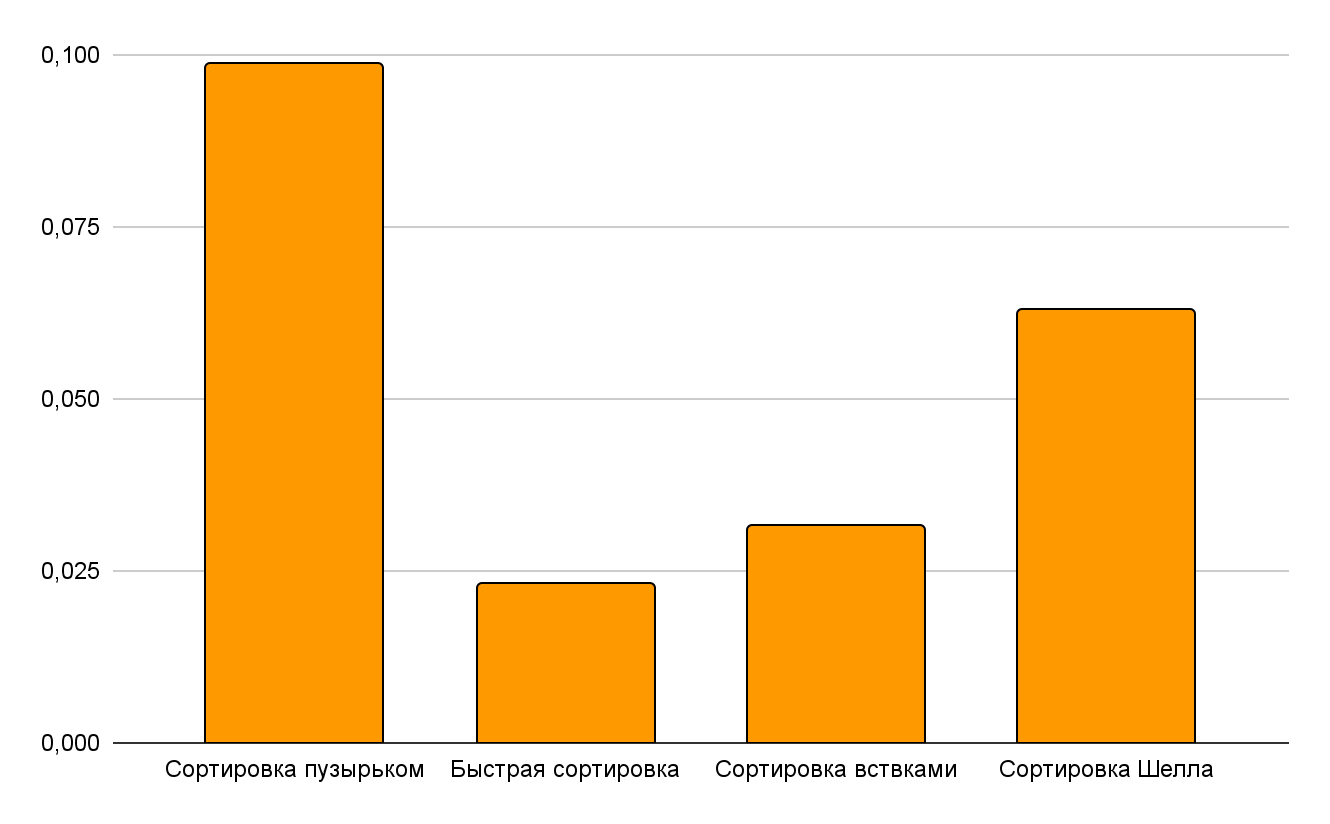 0,100
0,075
0,050
0,025
0,000
Сортировка пузырьком
Быстрая сортировка
Сортировка вствками
Сортировка Шелла